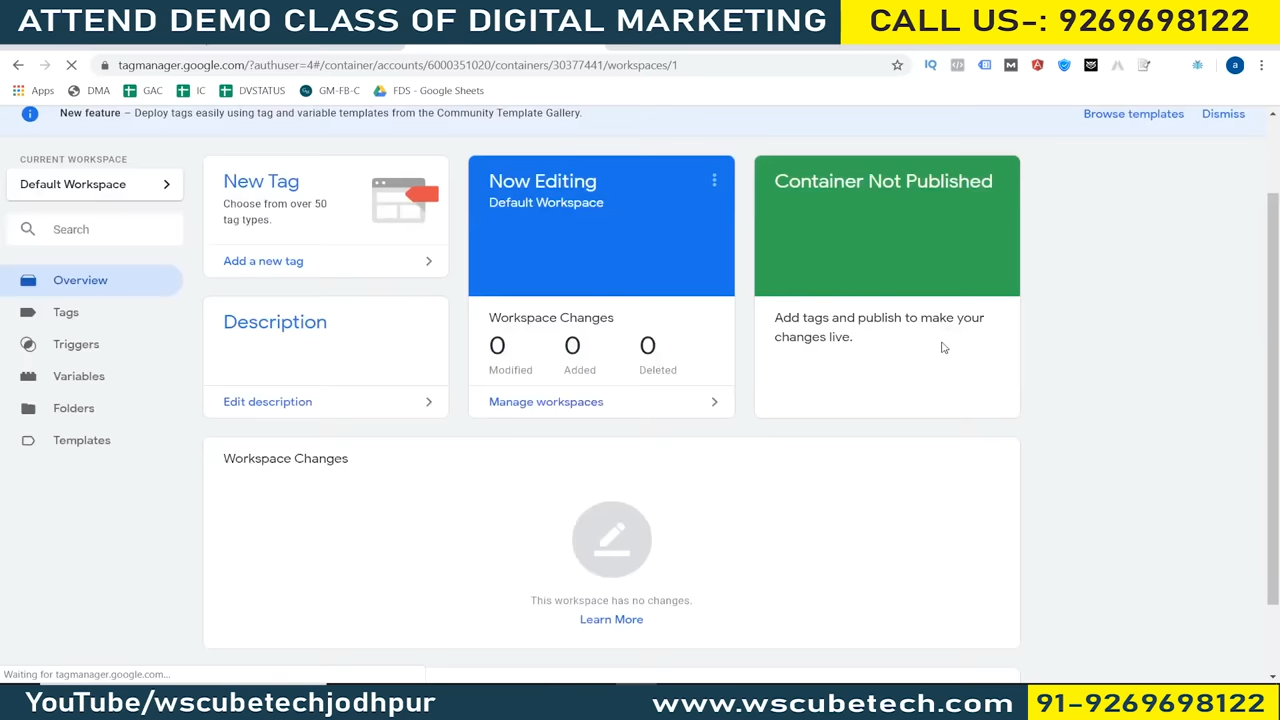 ATTEND DEMO CLASS OF DIGITAL MARKETING
CALL US-: 9269698122
tagmanager.google.com/?authuser=4#/container/accounts/6000351020/containers/30377441/workspaces/1
IQ
a
Apps
DMA
GAC
IC
DVSTATUS
GM-FB-C
FDS - Google Sheets
New feature – Deploy tags easily using tag and variable templates from the Community Template Gallery.
Browse templates
Dismiss
CURRENT WORKSPACE
Default Workspace
Search
Overview
Tags
Triggers
Variables
Folders
Templates
New Tag
Choose from over 50
tag types.
Add a new tag
Description
Edit description
Now Editing
Default Workspace
Workspace Changes
0 0 0
Modified Added Deleted
Manage workspaces
Container Not Published
Add tags and publish to make your
changes live.
Workspace Changes
This workspace has no changes.
Learn More
Waiting for tagmanager.google.com...
YouTube/wscubetechjodhpur
www.wscubetech.com
91-9269698122